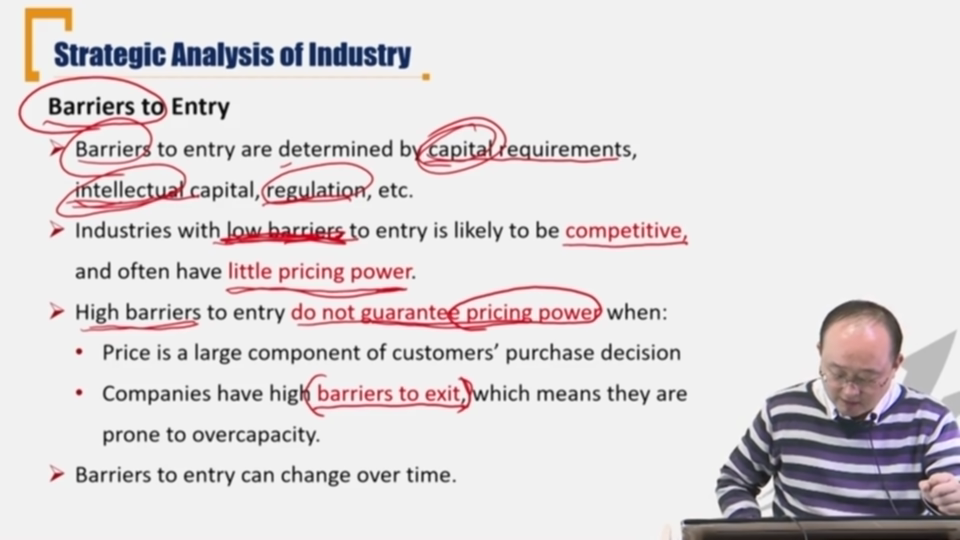 Strategic Analysis of Industry
Barriers to Entry
Barriers to entry are determined by capital requirements,
intellectual capital, regulation, etc.
Industries with low barriers to entry is likely to be competitive,
and often have little pricing power.
High barriers to entry do not guarantee pricing power when:
• Price is a large component of customers’ purchase decision
• Companies have high barriers to exit, which means they are
prone to overcapacity.
Barriers to entry can change over time.